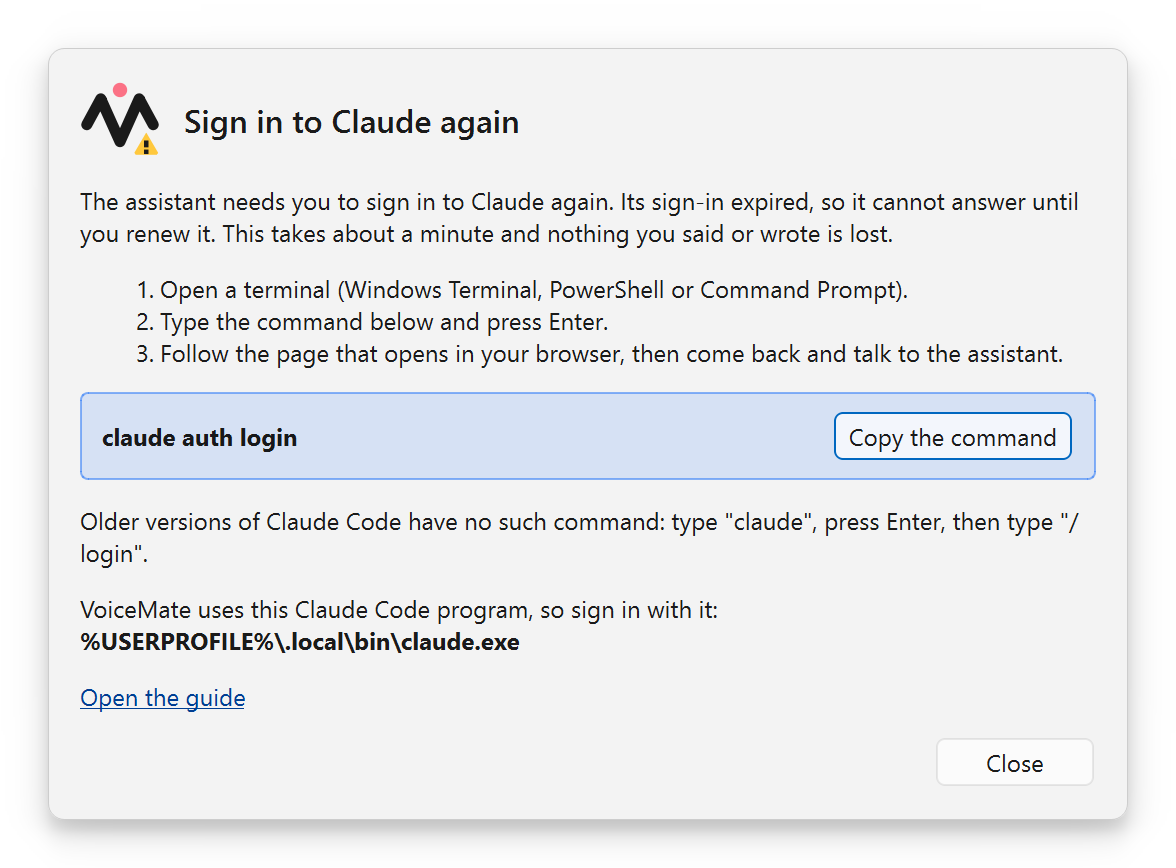 Sign in to Claude again
The assistant needs you to sign in to Claude again. Its sign-in expired, so it cannot answer until
you renew it. This takes about a minute and nothing you said or wrote is lost.
1. Open a terminal (Windows Terminal, PowerShell or Command Prompt).
2. Type the command below and press Enter.
3. Follow the page that opens in your browser, then come back and talk to the assistant.
claude auth login
Copy the command
Older versions of Claude Code have no such command: type "claude", press Enter, then type "/
login".
VoiceMate uses this Claude Code program, so sign in with it:
%USERPROFILE%\.local\bin\claude.exe
Open the guide
Close